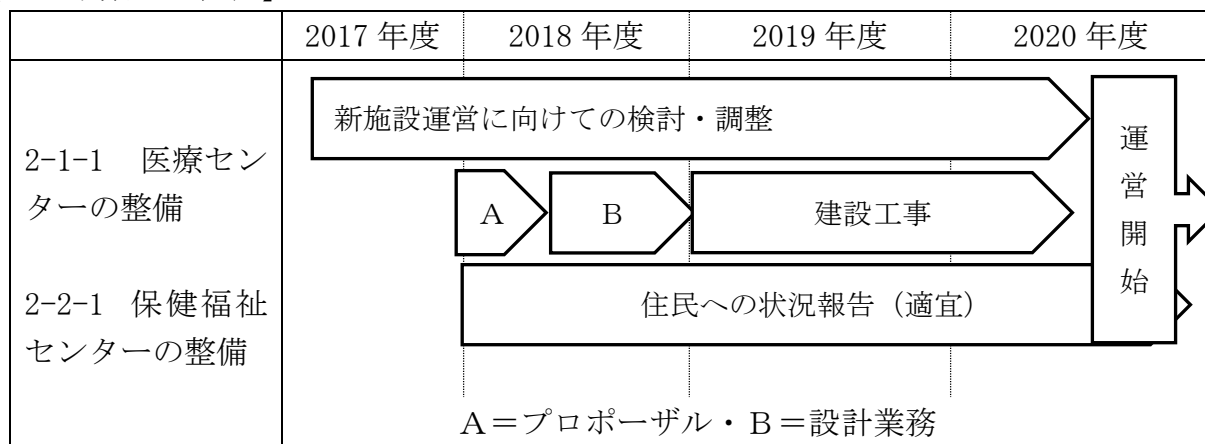 2017 年度 2018 年度 2019 年度 2020 年度
新施設運営に向けての検討・調整
2-1-1 医療セン
ターの整備
A B 建設工事
運営開始
2-2-1 保健福祉
センターの整備
住民への状況報告（適宜）
A＝プロポーザル・B＝設計業務